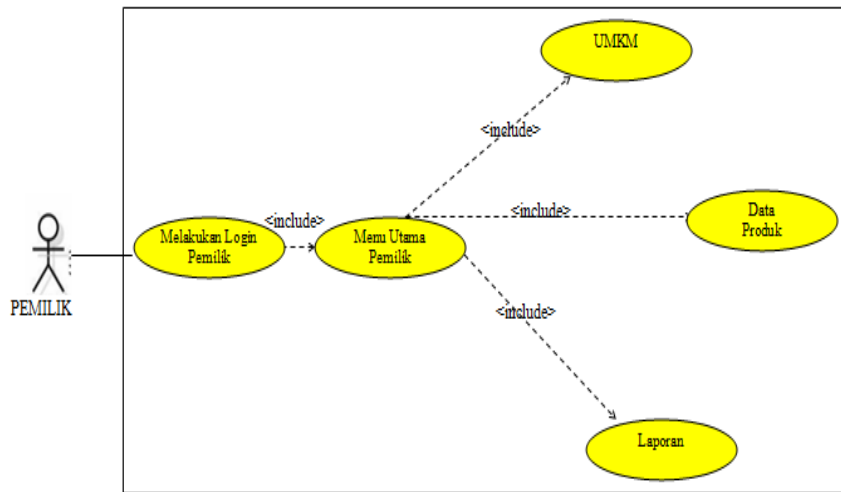 UMKM
<include>
<include>
<include>
Data
Produk
Melakukan Login
Pemilik
Menu Utama
Pemilik
PEMILIK
<include>
Laporan